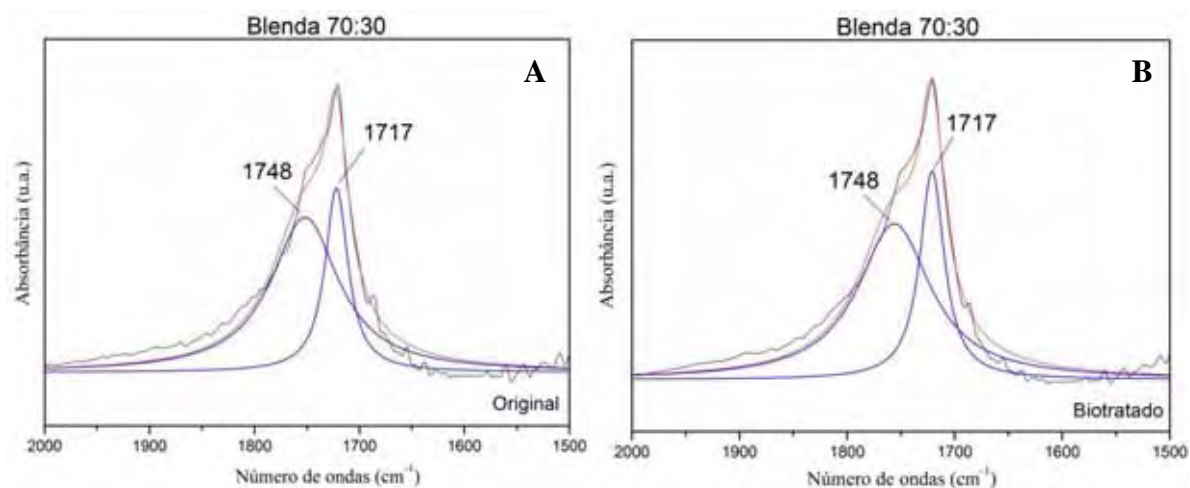 Blenda 70:30
A
1717
1748
Absorbância (u.a.)
Original
2000 1900 1800 1700 1600 1500
Número de ondas (cm⁻¹)
Blenda 70:30
B
1717
1748
Absorbância (u.a.)
Biotratado
2000 1900 1800 1700 1600 1500
Número de ondas (cm⁻¹)